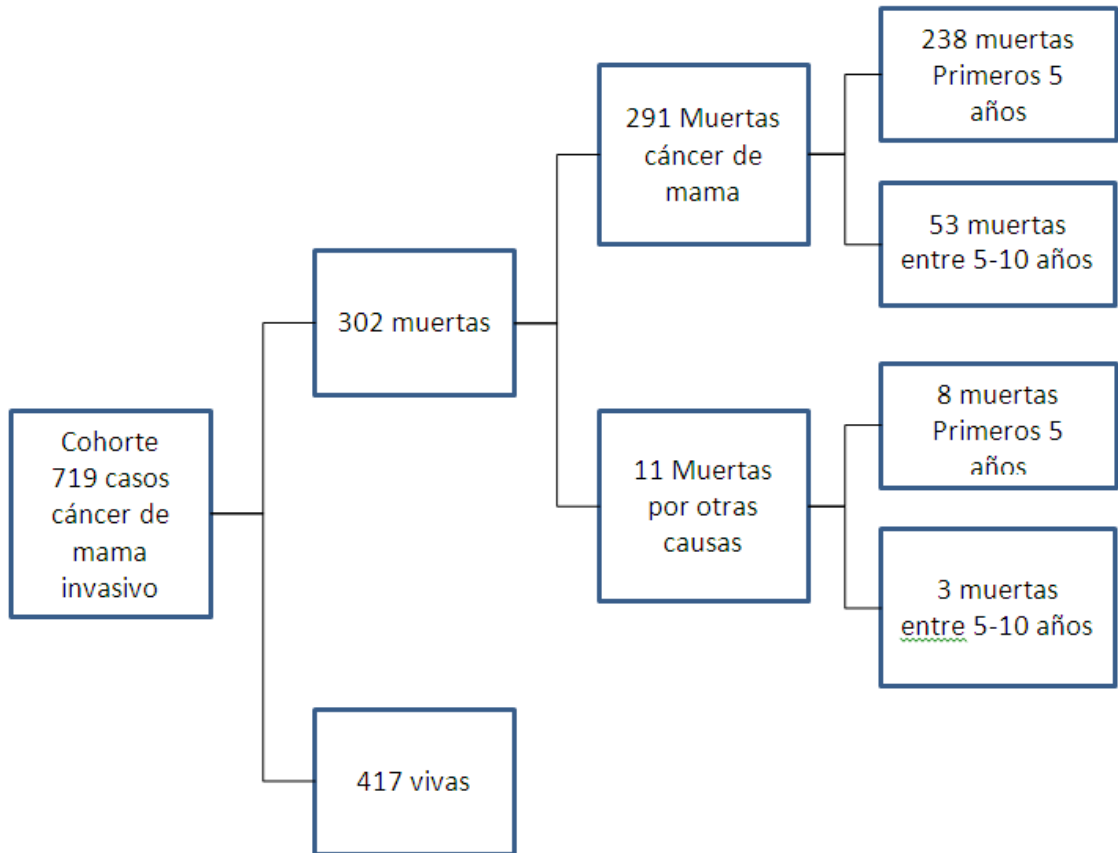 Cohorte
719 casos
cáncer de
mama
invasivo
302 muertas
417 vivas
291 Muertas
cáncer de
mama
11 Muertas
por otras
causas
238 muertas
Primeros 5
años
53 muertas
entre 5-10 años
8 muertas
Primeros 5
años
3 muertas
entre 5-10 años